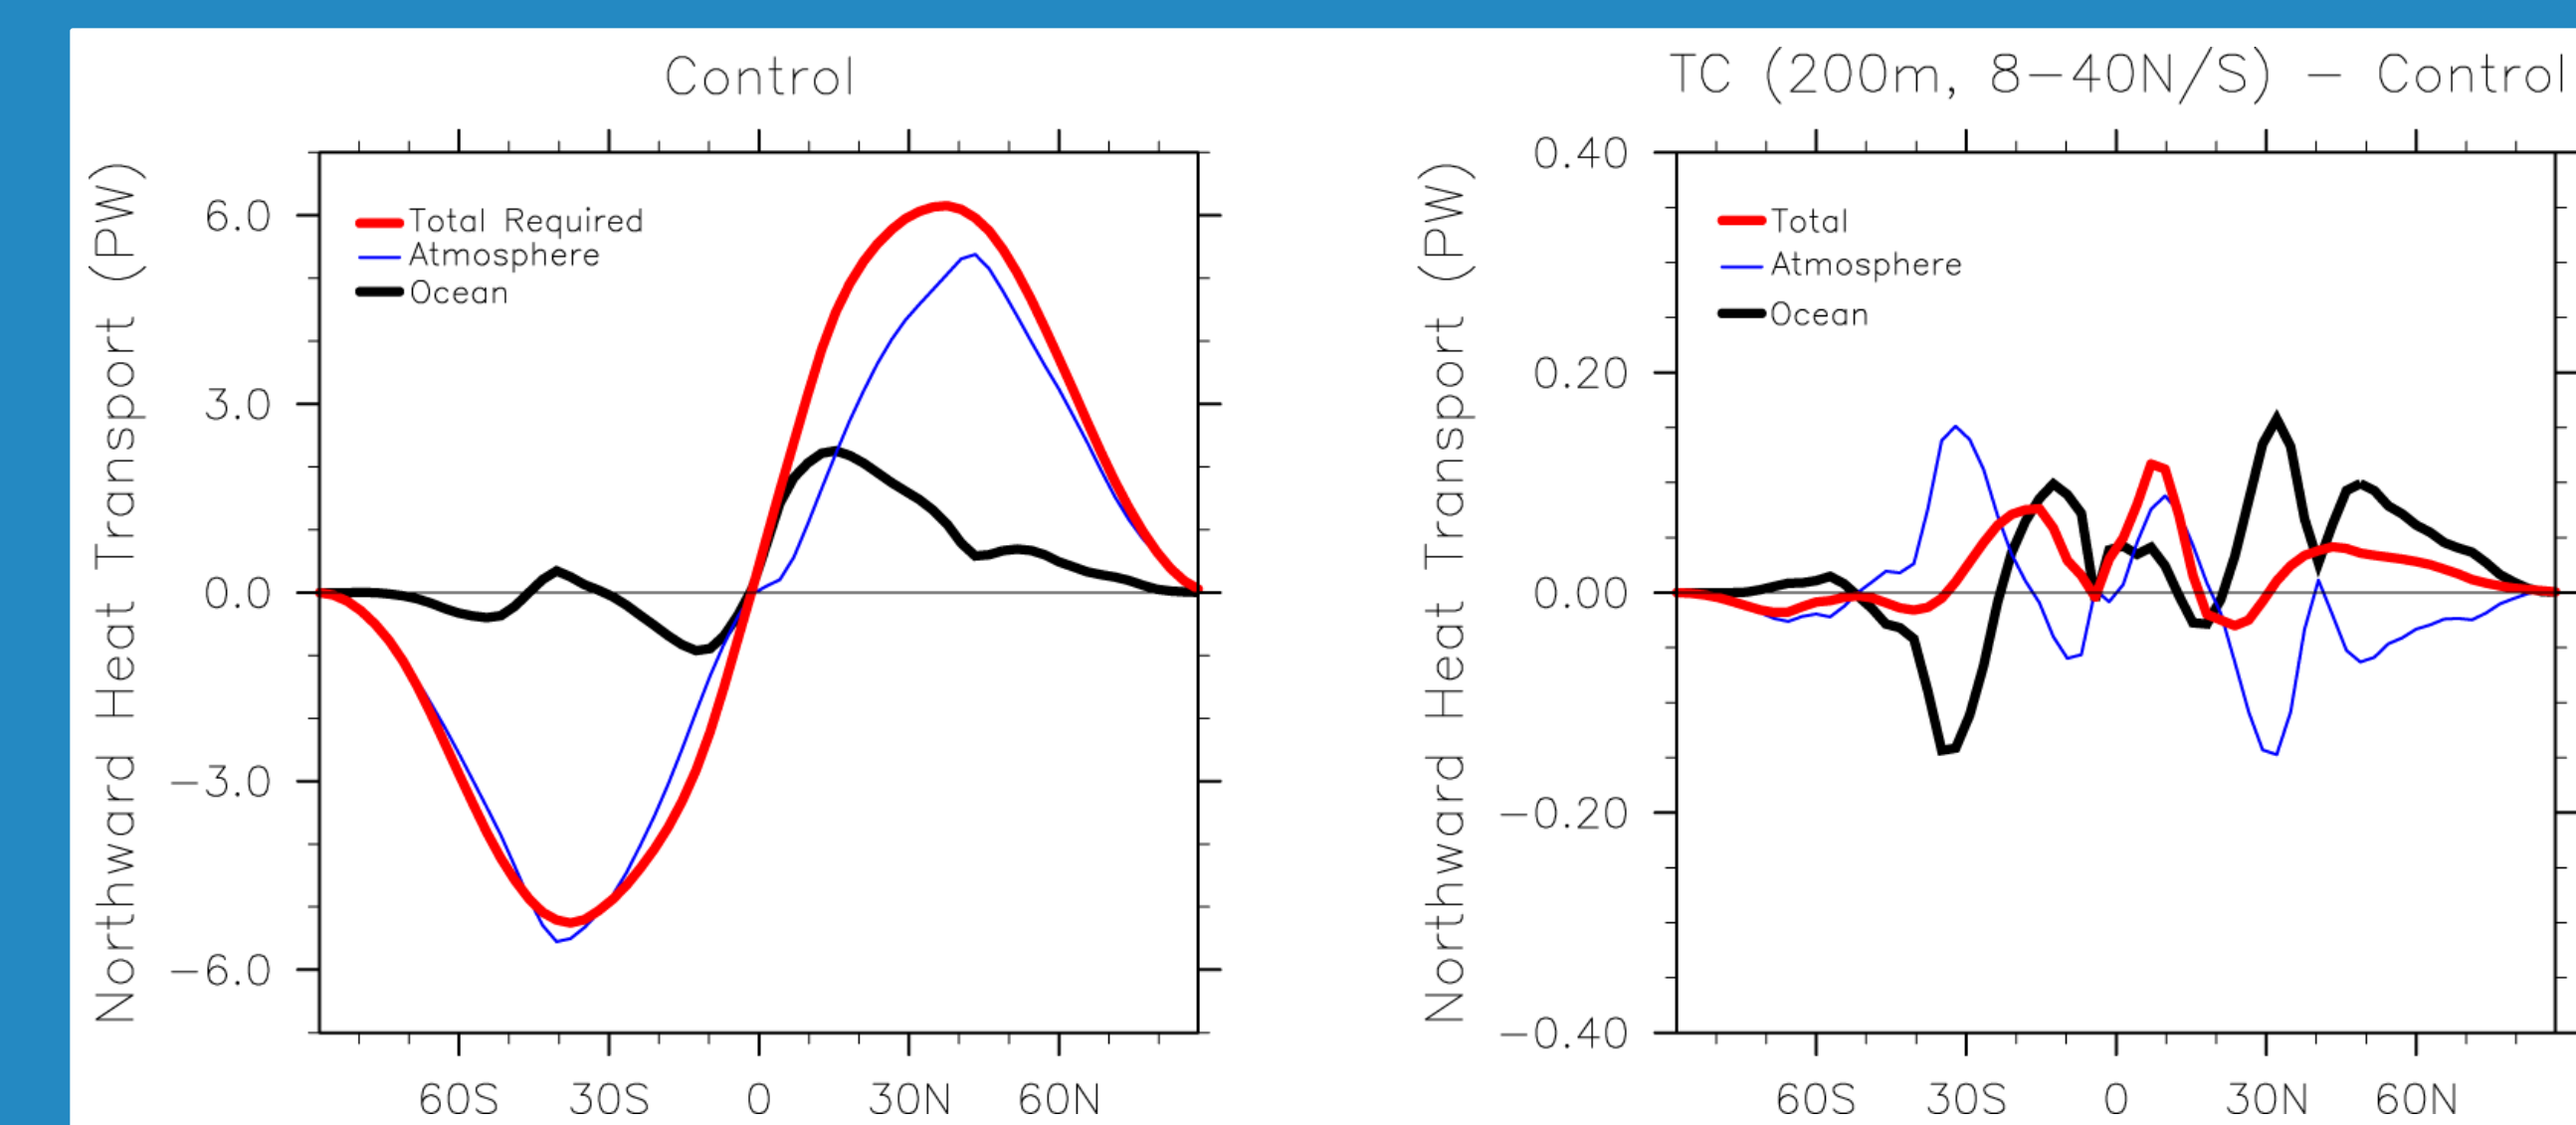 Control
Northward Heat Transport (PW)
6.0
3.0
0.0
−3.0
−6.0
Total Required
Atmosphere
Ocean
60S 30S 0 30N 60N
TC (200m, 8−40N/S) − Control
Northward Heat Transport (PW)
0.40
0.20
0.00
−0.20
−0.40
Total
Atmosphere
Ocean
60S 30S 0 30N 60N